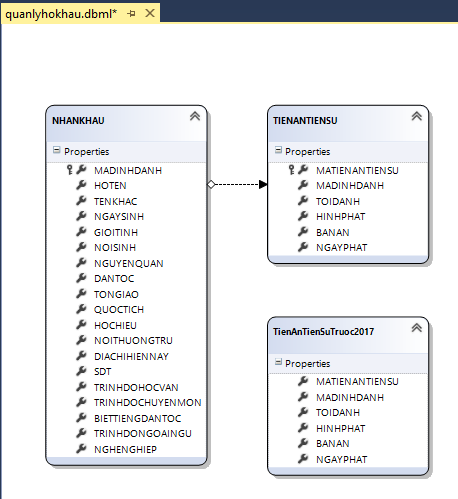 quanlyhokhau.dbml*
NHANKHAU
Properties
MADINHDANH
HOTEN
TENKHAC
NGAYSINH
GIOITINH
NOISINH
NGUYENQUAN
DANTOC
TONGIAO
QUOCTICH
HOCHIEU
NOITHUONGTRU
DIACHIHIENNAY
SDT
TRINHDOHOCVAN
TRINHDOCHUYENMON
BIETTIENGDANTOC
TRINHDONGOAINGU
NGHENGHIEP
TIENANTIENSU
Properties
MATIENANTIENSU
MADINHDANH
TOIDANH
HINHPHAT
BANAN
NGAYPHAT
TienAnTienSuTruoc2017
Properties
MATIENANTIENSU
MADINHDANH
TOIDANH
HINHPHAT
BANAN
NGAYPHAT